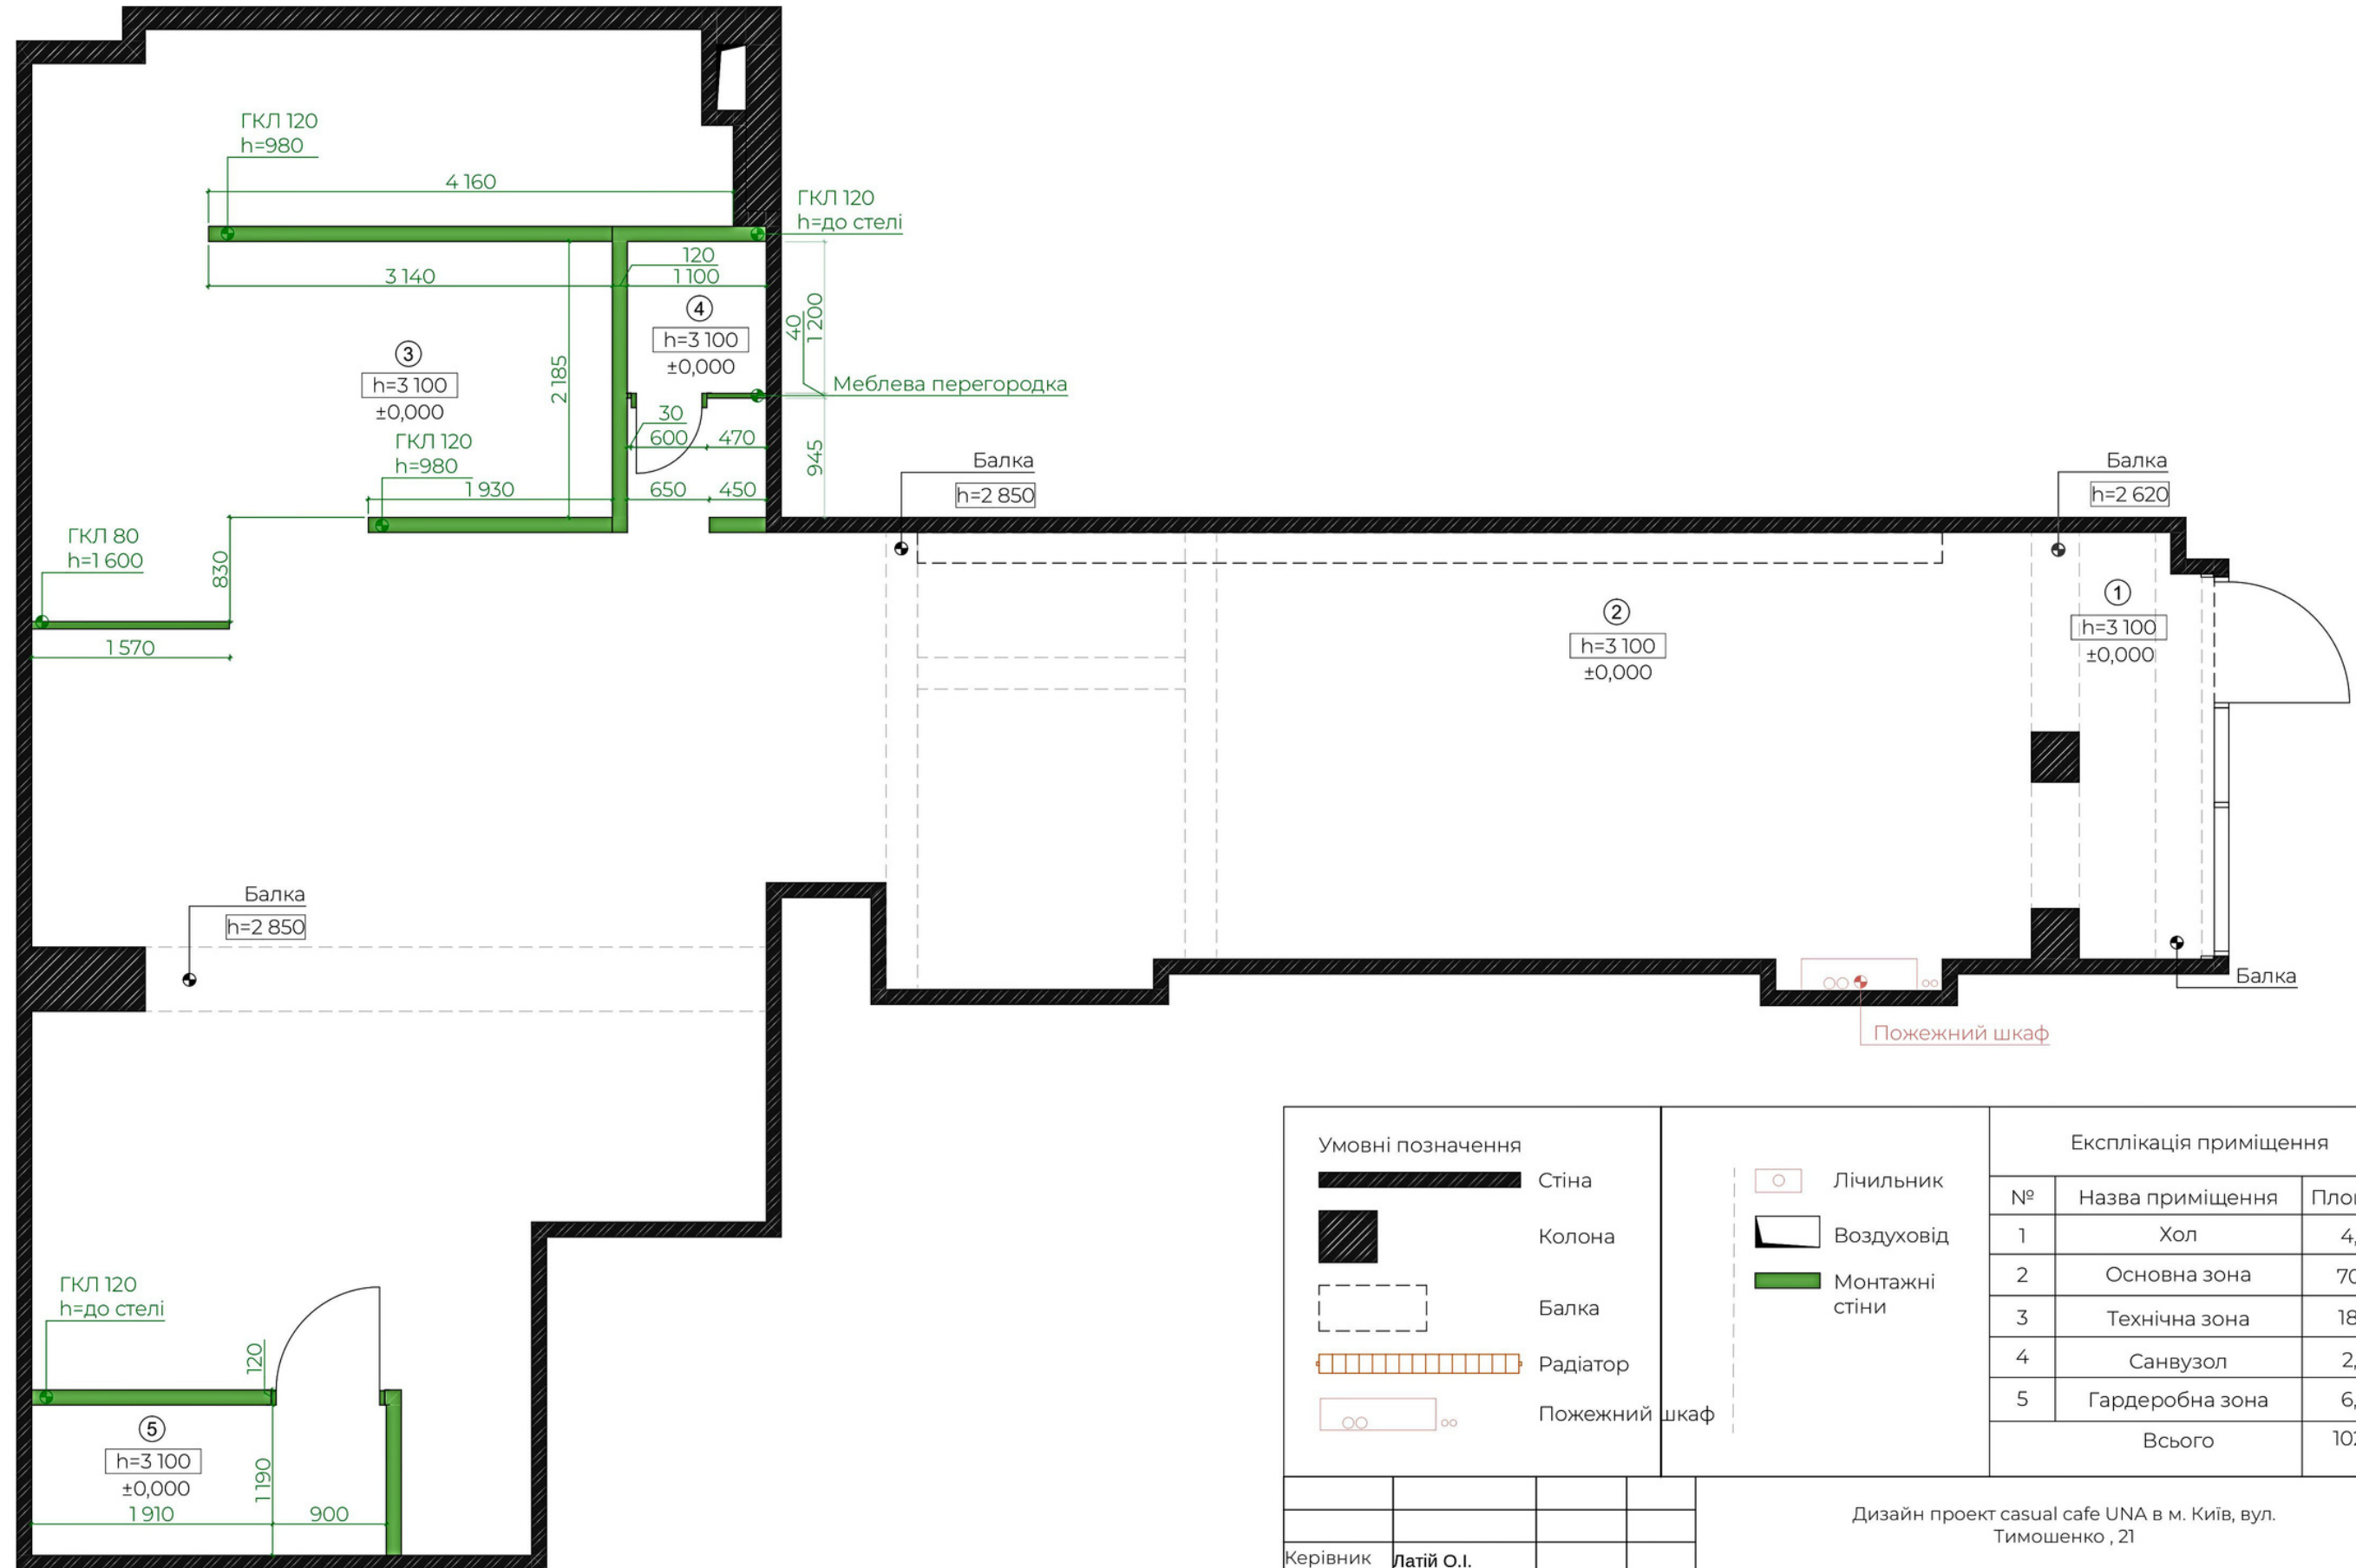 ГКЛ 120
h=980
4 160
ГКЛ 120
h=до стелі
120
3 140
1 100
④
h=3 100
±0,000
40
1 200
③
h=3 100
±0,000
2 185
Меблева перегородка
30
600
470
945
ГКЛ 120
h=980
1 930
650
450
Балка
h=2 850
Балка
h=2 620
ГКЛ 80
h=1 600
830
1 570
②
h=3 100
±0,000
①
h=3 100
±0,000
Балка
h=2 850
Балка
Пожежний шкаф
ГКЛ 120
h=до стелі
120
⑤
h=3 100
±0,000
1 190
1 910
900
Умовні позначення
Стіна
Колона
Балка
Радіатор
Пожежний шкаф
Лічильник
Воздуховід
Монтажні
стіни
Експлікація приміщення
№ Назва приміщення
1 Хол 4,
2 Основна зона 70
3 Технічна зона 18
4 Санвузол 2,
5 Гардеробна зона 6,
Всього
Дизайн проект casual cafe UNA в м. Київ, вул.
Тимошенко , 21
Керівник Латій О.І.